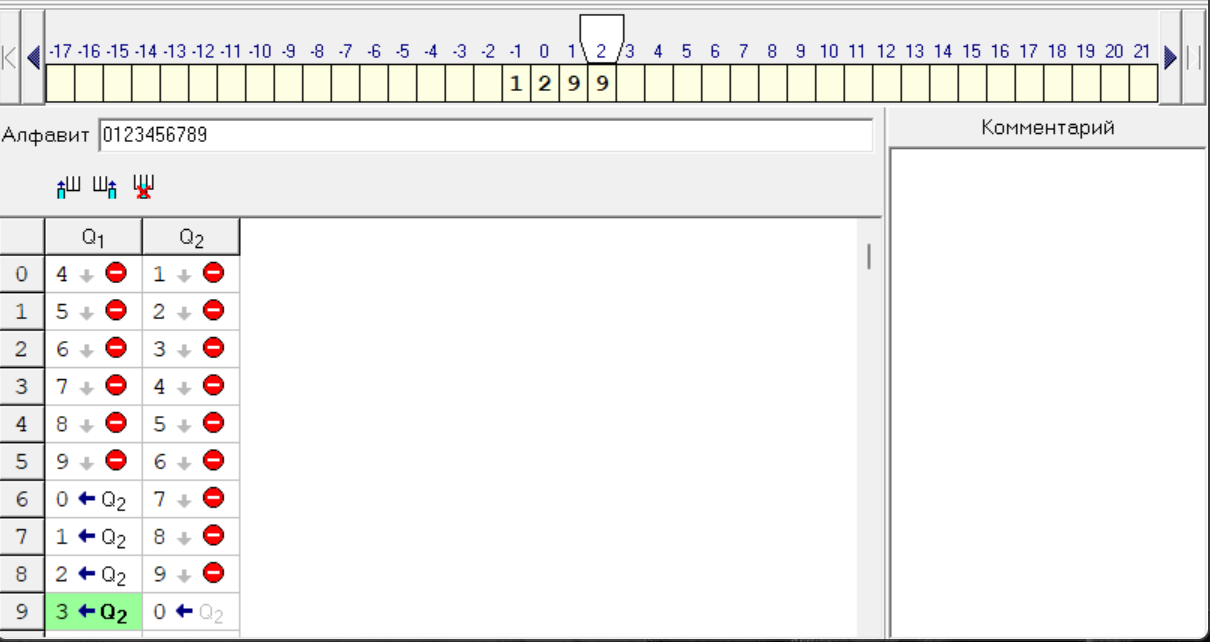 -17 -16 -15 -14 -13 -12 -11 -10 -9 -8 -7 -6 -5 -4 -3 -2 -1 0 1 2 3 4 5 6 7 8 9 10 11 12 13 14 15 16 17 18 19 20 21
1 2 9 9
Алфавит 0123456789
Комментарий
Q1 Q2
0 4 1
1 5 2
2 6 3
3 7 4
4 8 5
5 9 6
6 0 Q2 7
7 1 Q2 8
8 2 Q2 9
9 3 Q2 0 Q2